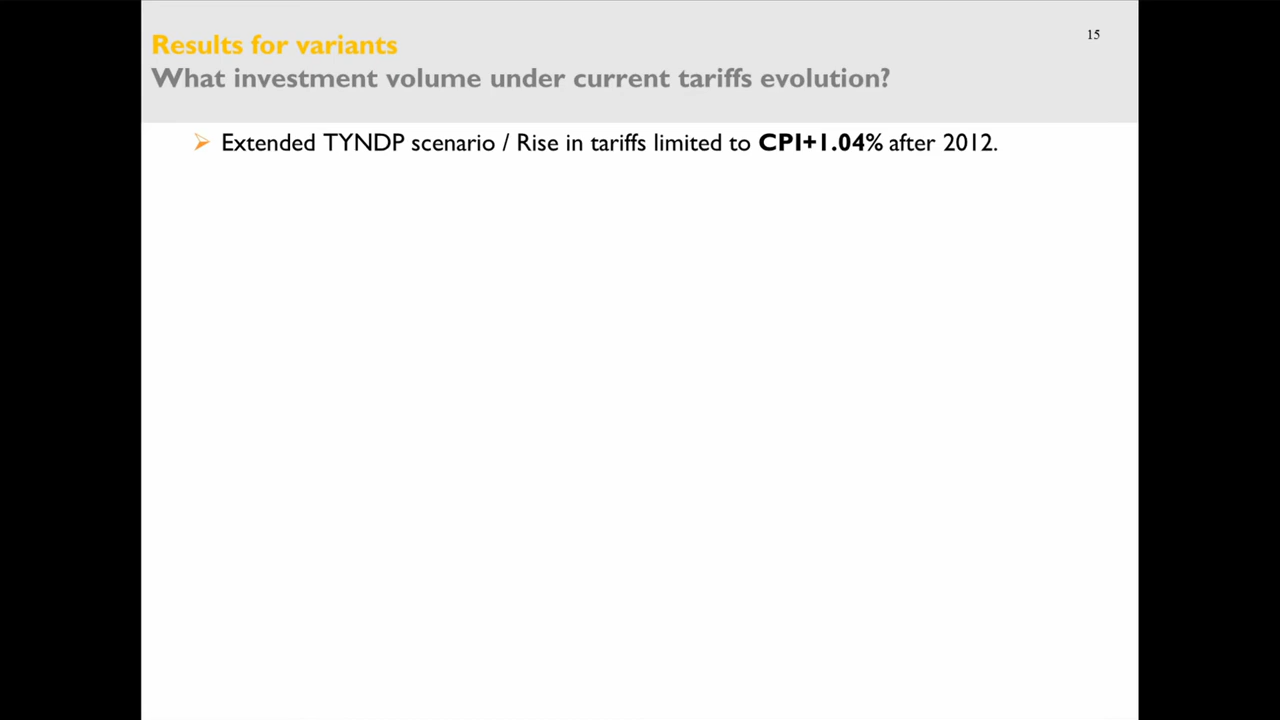 15
Results for variants
What investment volume under current tariffs evolution?
Extended TYNDP scenario / Rise in tariffs limited to CPI+1.04% after 2012.